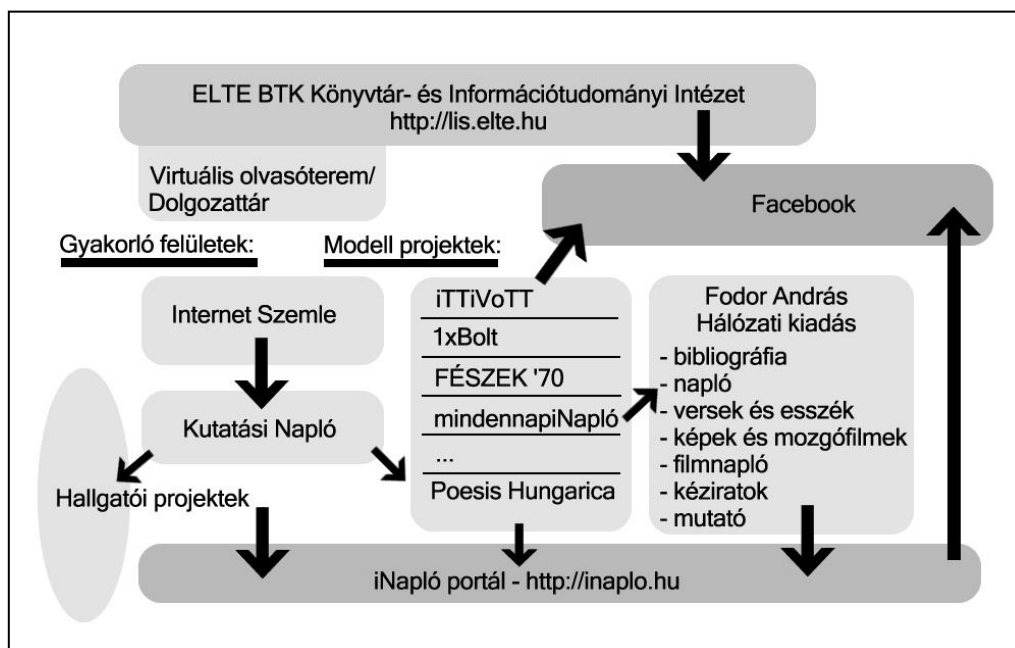 ELTE BTK Könyvtár- és Információtudományi Intézet
http://lis.elte.hu
Virtuális olvasóterem/
Dolgozattár
Facebook
Gyakorló felületek:
Modell projektek:
Internet Szemle
Kutatási Napló
Hallgatói projektek
iTTiVoTT
1xBolt
FÉSZEK '70
mindennapiNapló
...
Poesis Hungarica
Fodor András
Hálózati kiadás
- bibliográfia
- napló
- versek és esszék
- képek és mozgófilmek
- filmnapló
- kéziratok
- mutató
iNapló portál - http://inaplo.hu